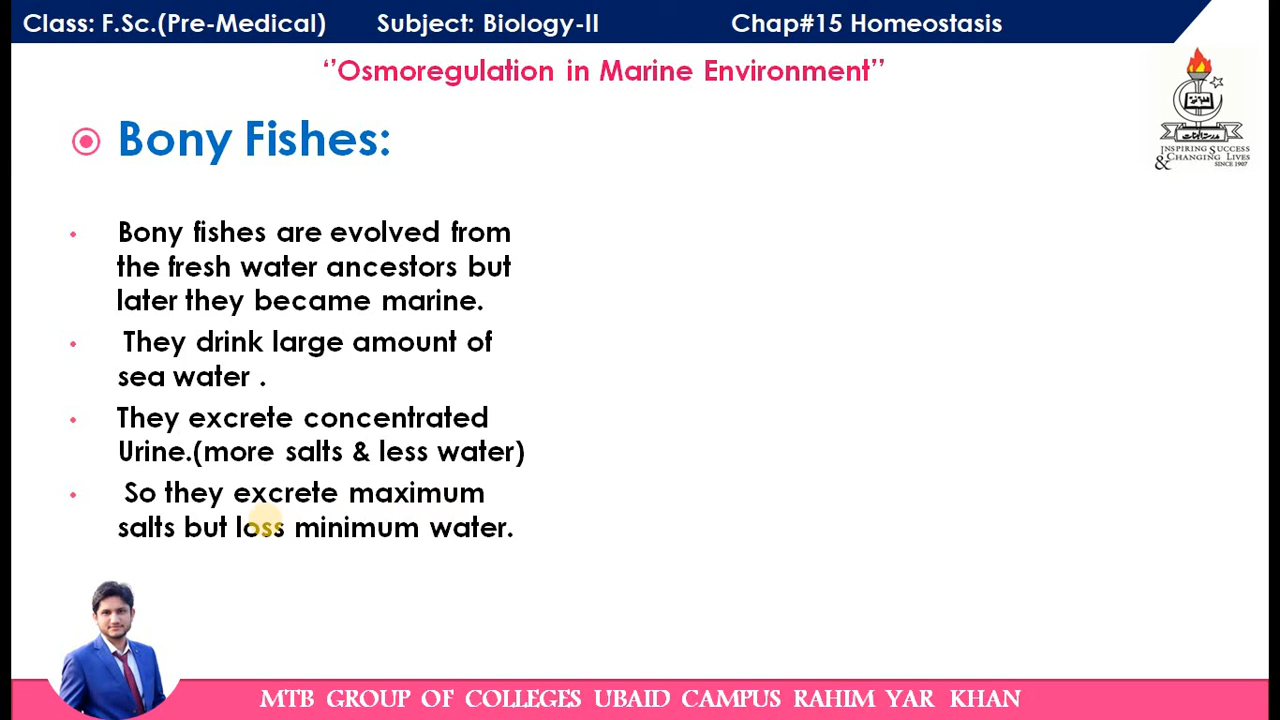 Class: F.Sc.(Pre-Medical) Subject: Biology-II Chap#15 Homeostasis
‘’Osmoregulation in Marine Environment’’
Bony Fishes:
• Bony fishes are evolved from
the fresh water ancestors but
later they became marine.
• They drink large amount of
sea water .
• They excrete concentrated
Urine.(more salts & less water)
• So they excrete maximum
salts but loss minimum water.
INSPIRING SUCCESS
& CHANGING LIVES
SINCE 1907
MTB GROUP OF COLLEGES UBAID CAMPUS RAHIM YAR KHAN